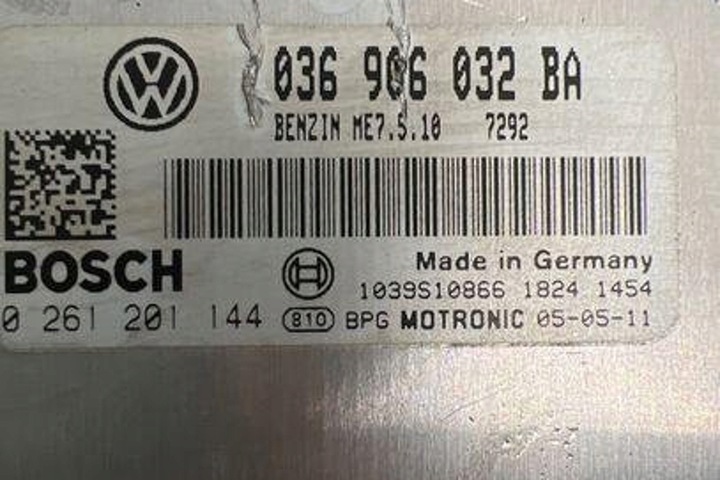 036 906 032 BA
BENZIN ME7.5.10 7292
BOSCH
Made in Germany
1039S10866 1824 1454
0 261 201 144 810 BPG MOTRONIC 05-05-11